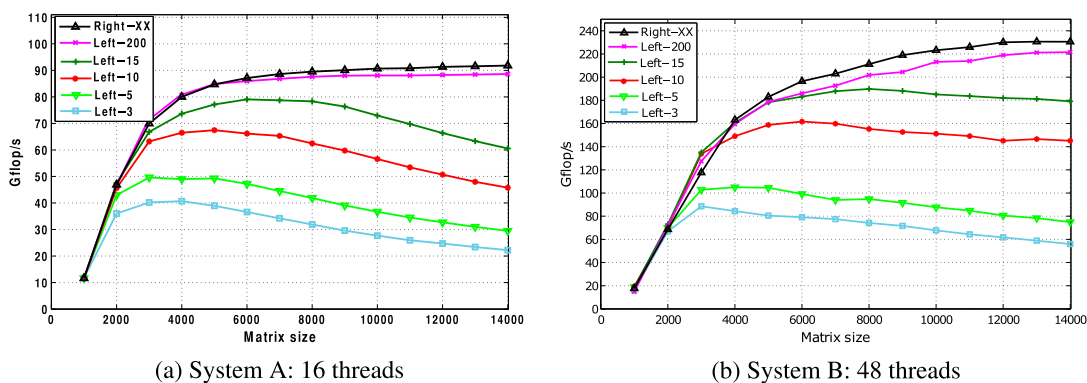 110
100
90
80
70
60
50
40
30
20
10
0
Gflop/s
Right-XX
Left-200
Left-15
Left-10
Left-5
Left-3
0 2000 4000 6000 8000 10000 12000 14000
Matrix size
(a) System A: 16 threads
240
220
200
180
160
140
120
100
80
60
40
20
0
Gflop/s
Right-XX
Left-200
Left-15
Left-10
Left-5
Left-3
0 2000 4000 6000 8000 10000 12000 14000
Matrix size
(b) System B: 48 threads